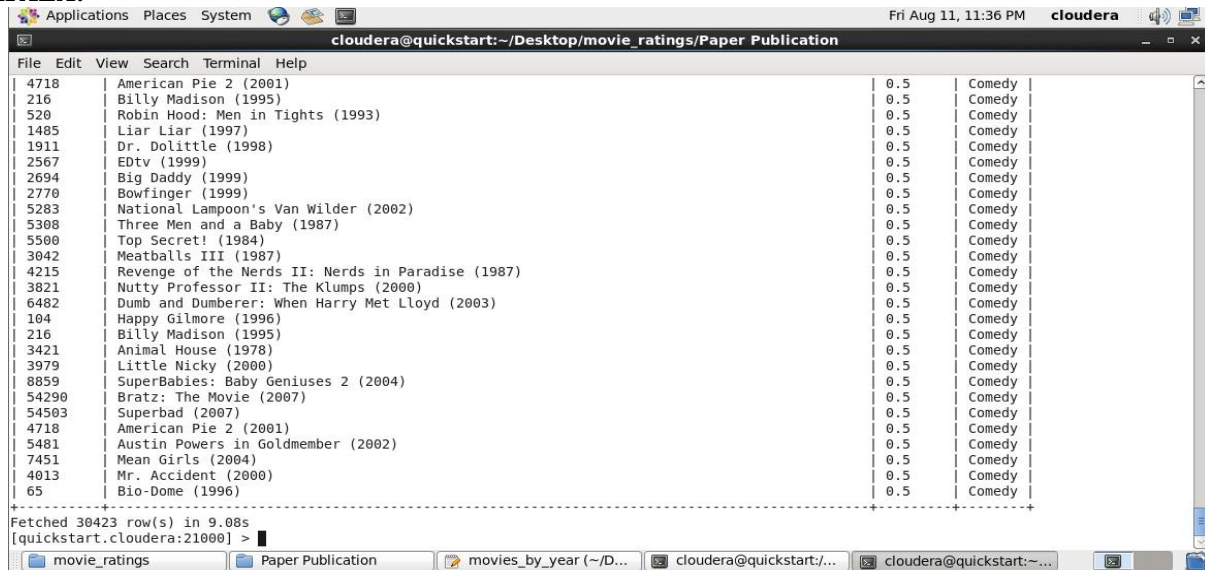 Applications Places System Fri Aug 11, 11:36 PM cloudera
cloudera@quickstart:~/Desktop/movie_ratings/Paper Publication
File Edit View Search Terminal Help
| 4718 | American Pie 2 (2001) | 0.5 | Comedy |
| 216 | Billy Madison (1995) | 0.5 | Comedy |
| 520 | Robin Hood: Men in Tights (1993) | 0.5 | Comedy |
| 1485 | Liar Liar (1997) | 0.5 | Comedy |
| 1911 | Dr. Dolittle (1998) | 0.5 | Comedy |
| 2567 | EDtv (1999) | 0.5 | Comedy |
| 2694 | Big Daddy (1999) | 0.5 | Comedy |
| 2770 | Bowfinger (1999) | 0.5 | Comedy |
| 5283 | National Lampoon's Van Wilder (2002) | 0.5 | Comedy |
| 5308 | Three Men and a Baby (1987) | 0.5 | Comedy |
| 5500 | Top Secret! (1984) | 0.5 | Comedy |
| 3042 | Meatballs III (1987) | 0.5 | Comedy |
| 4215 | Revenge of the Nerds II: Nerds in Paradise (1987) | 0.5 | Comedy |
| 3821 | Nutty Professor II: The Klumps (2000) | 0.5 | Comedy |
| 6482 | Dumb and Dumberer: When Harry Met Lloyd (2003) | 0.5 | Comedy |
| 104 | Happy Gilmore (1996) | 0.5 | Comedy |
| 216 | Billy Madison (1995) | 0.5 | Comedy |
| 3421 | Animal House (1978) | 0.5 | Comedy |
| 3979 | Little Nicky (2000) | 0.5 | Comedy |
| 8859 | SuperBabies: Baby Geniuses 2 (2004) | 0.5 | Comedy |
| 54290 | Bratz: The Movie (2007) | 0.5 | Comedy |
| 54503 | Superbad (2007) | 0.5 | Comedy |
| 4718 | American Pie 2 (2001) | 0.5 | Comedy |
| 5481 | Austin Powers in Goldmember (2002) | 0.5 | Comedy |
| 7451 | Mean Girls (2004) | 0.5 | Comedy |
| 4013 | Mr. Accident (2000) | 0.5 | Comedy |
| 65 | Bio-Dome (1996) | 0.5 | Comedy |
Fetched 30423 row(s) in 9.08s
[quickstart.cloudera:21000] >
movie_ratings Paper Publication movies_by_year (~/D... cloudera@quickstart:/... cloudera@quickstart:~...